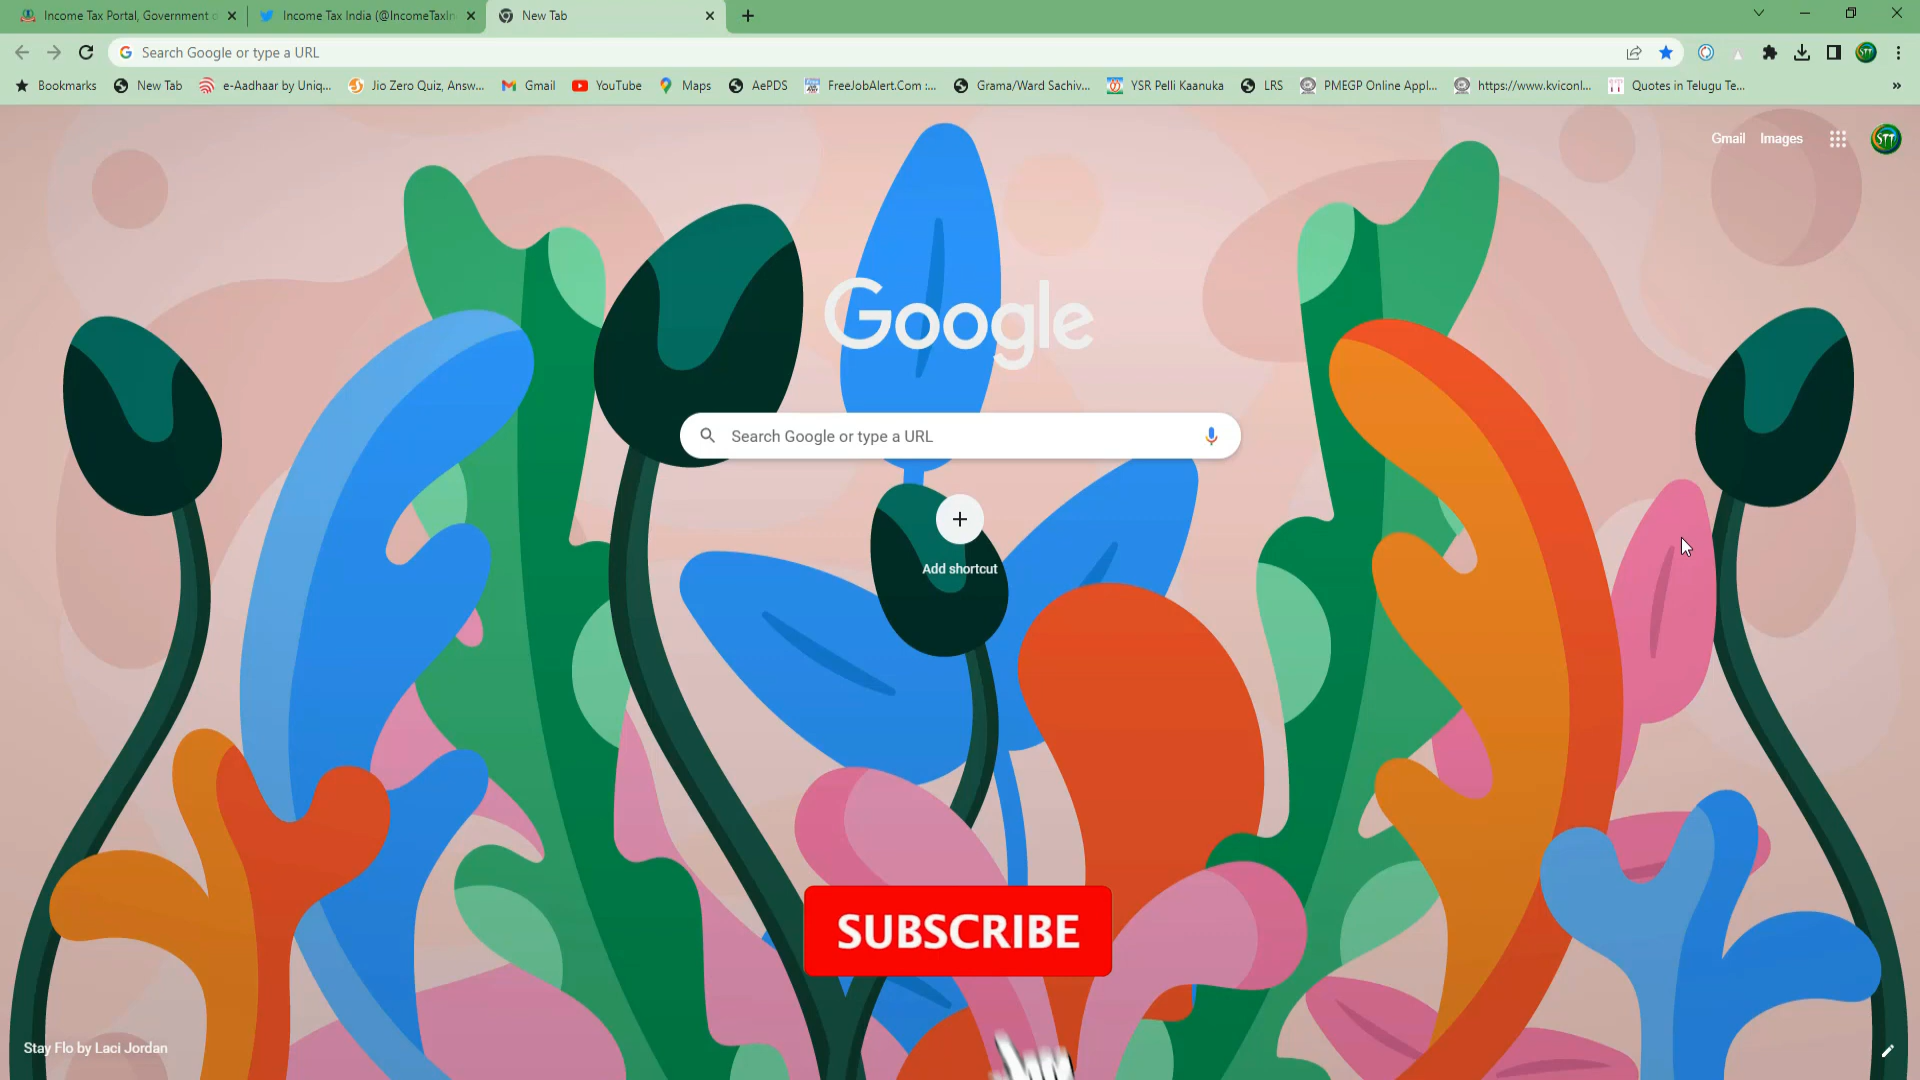 Income Tax Portal, Government o
Income Tax India (@IncomeTaxIn
New Tab
Search Google or type a URL
STT
Bookmarks
New Tab
e-Aadhaar by Uniq...
Jio Zero Quiz, Answ...
Gmail
YouTube
Maps
AePDS
FreeJobAlert.Com :...
Grama/Ward Sachiv...
YSR Pelli Kaanuka
LRS
PMEGP Online Appl...
https://www.kviconl...
Quotes in Telugu Te...
Gmail
Images
STT
Google
Search Google or type a URL
Add shortcut
SUBSCRIBE
Stay Flo by Laci Jordan